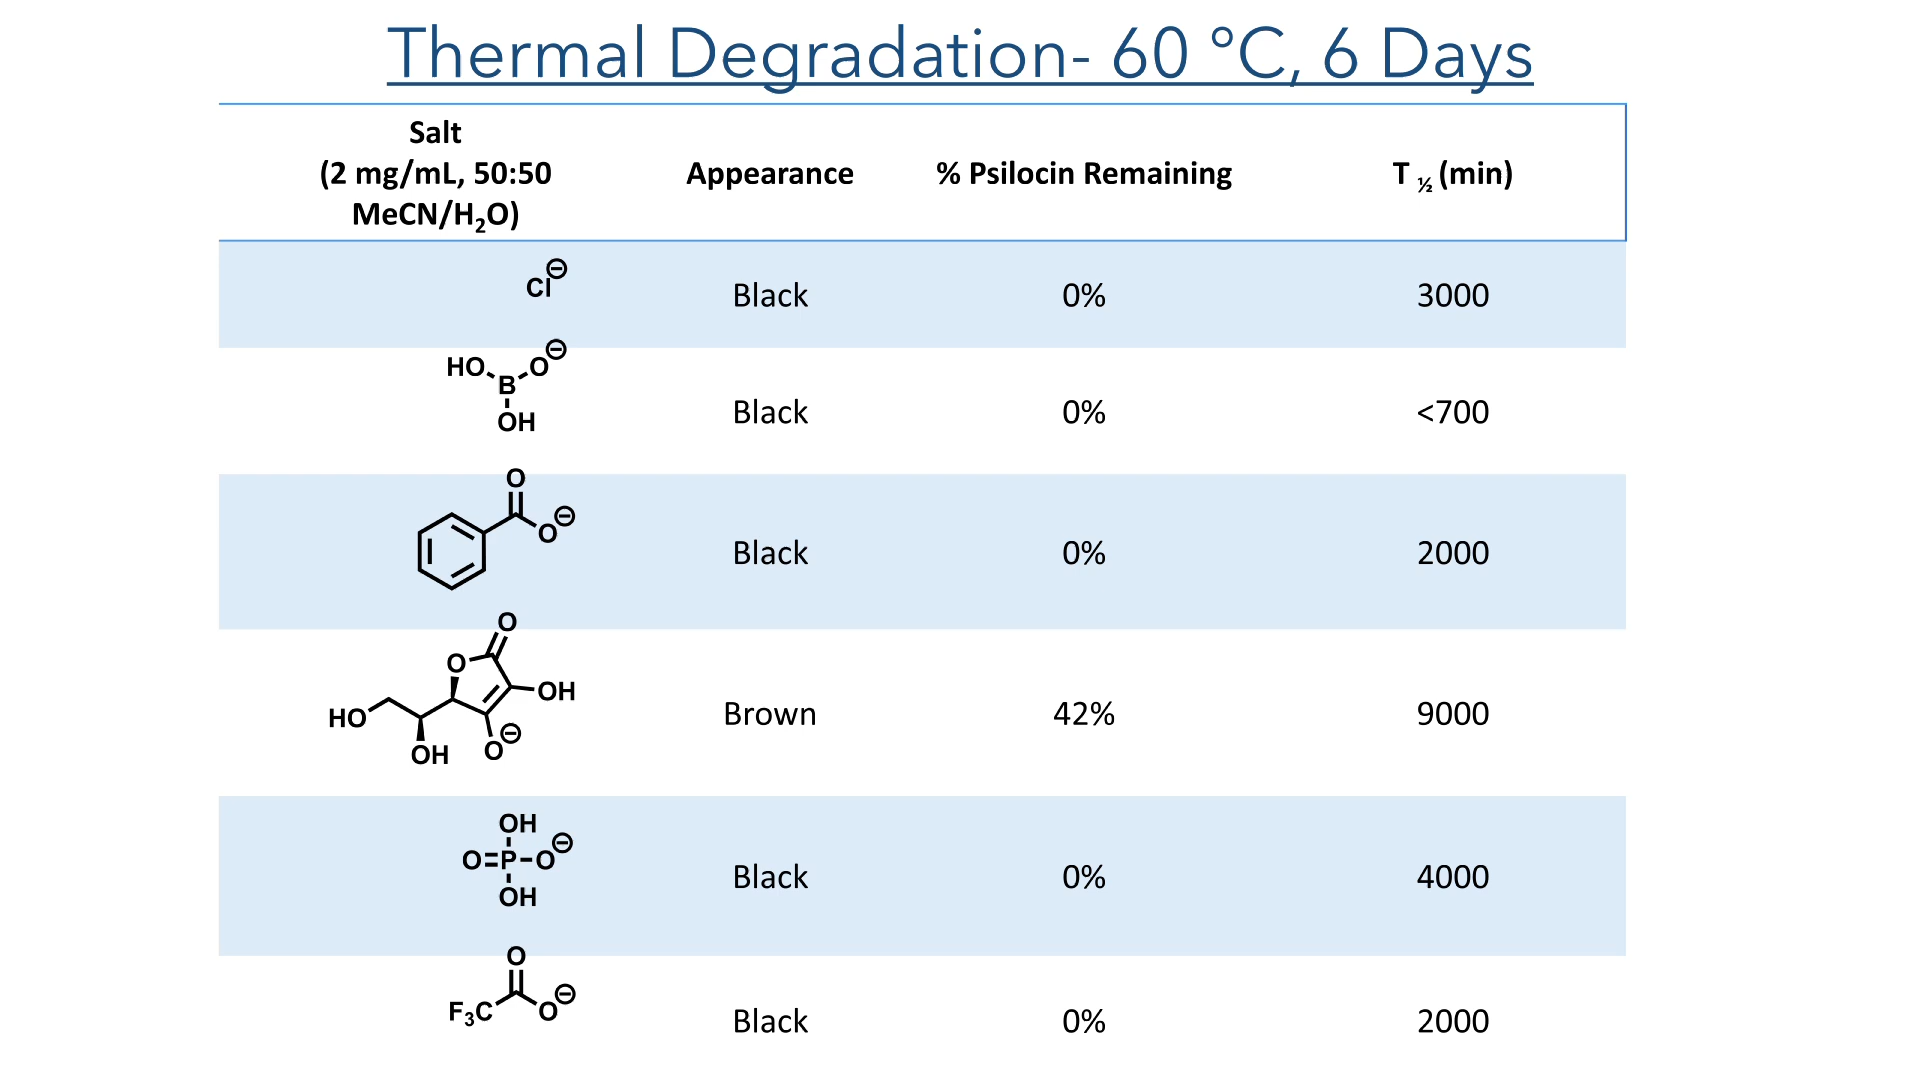 Thermal Degradation- 60 °C, 6 Days
Salt
(2 mg/mL, 50:50
MeCN/H₂O)
Appearance
% Psilocin Remaining
T ½ (min)
Cl⊖
Black
0%
3000
HO B O⊖
OH
Black
0%
<700
O
O⊖
Black
0%
2000
O
O
OH
HO
OH
O⊖
Brown
42%
9000
OH
O=P-O⊖
OH
Black
0%
4000
O
F₃C O⊖
Black
0%
2000